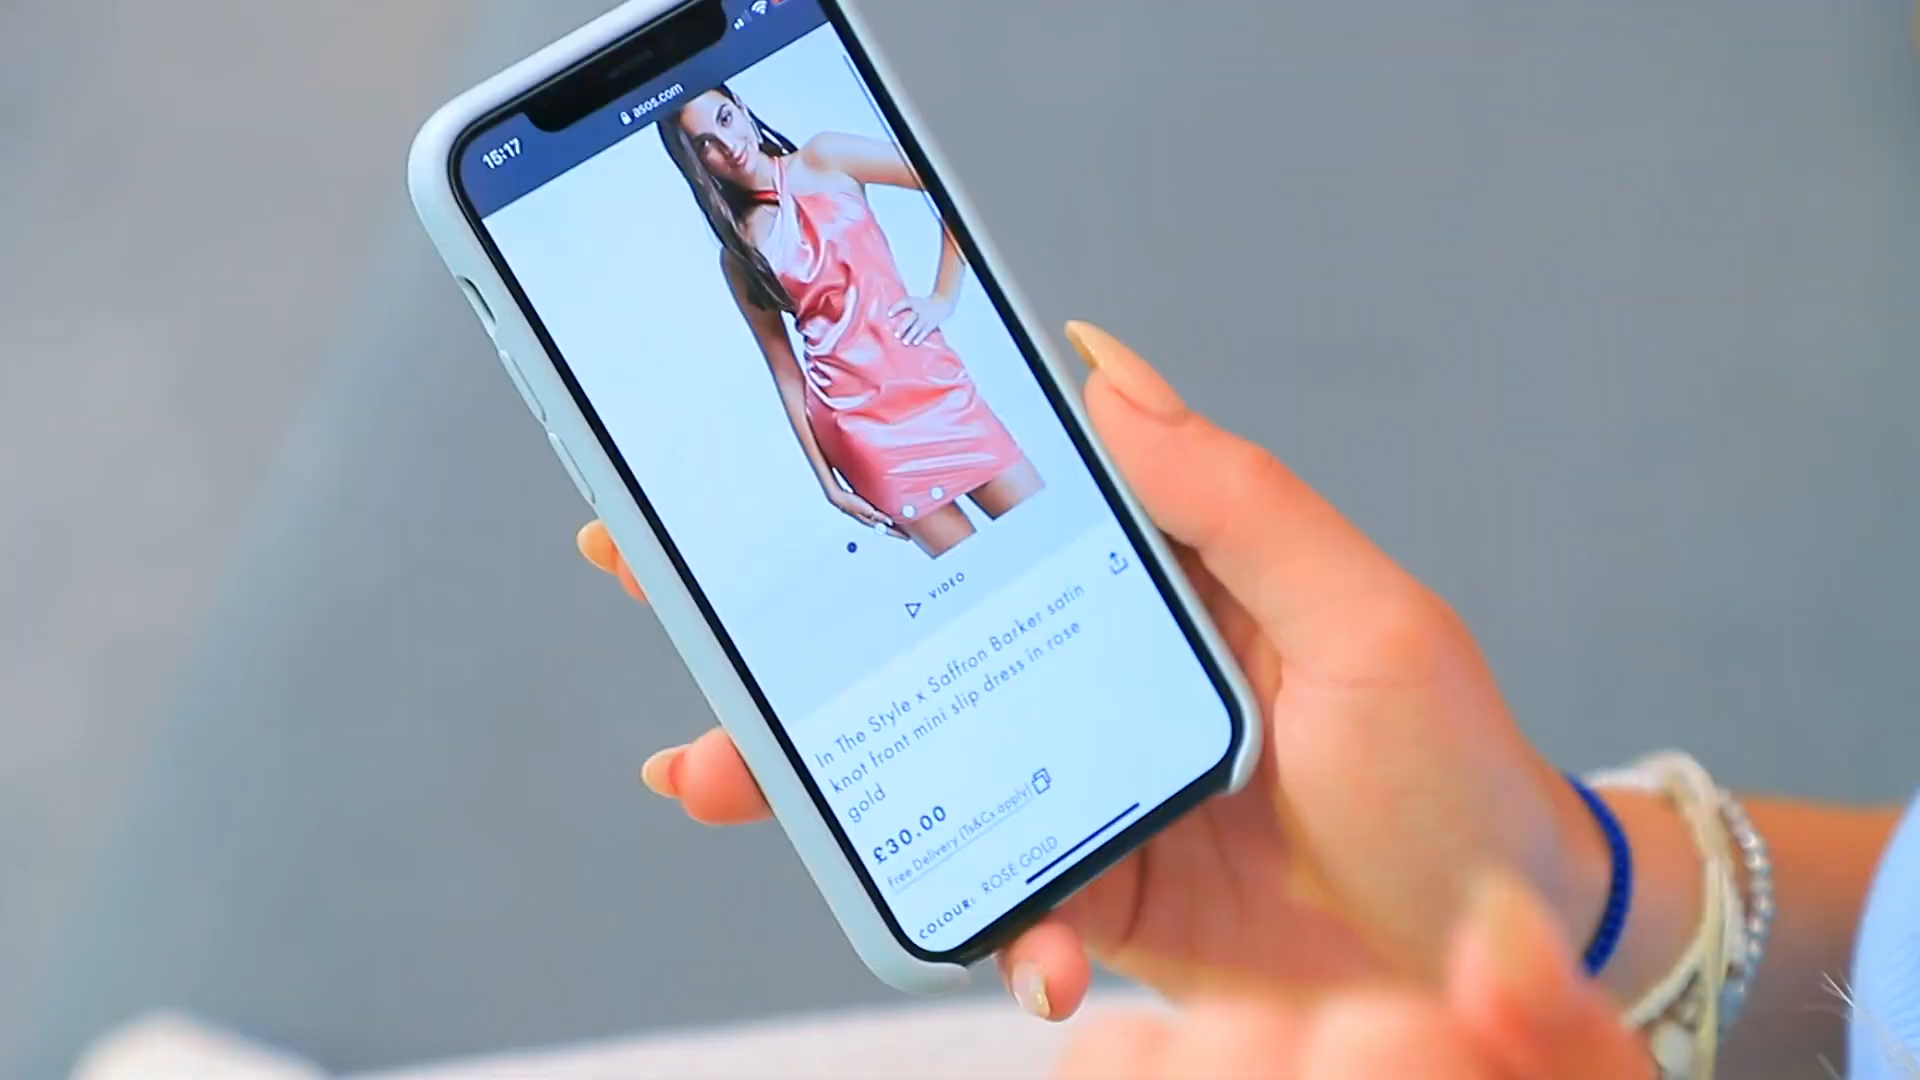 15:17
asos.com
VIDEO
In The Style x Saffron Barker satin
knot front mini slip dress in rose
gold
£30.00
Free Delivery (Ts&Cs apply)
COLOUR: ROSE GOLD